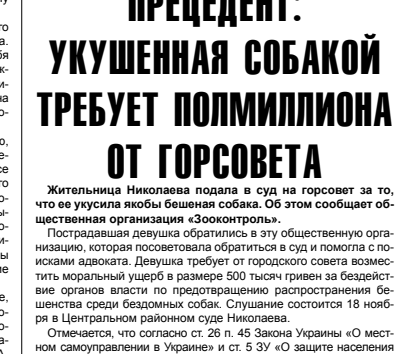 ПРЕЦЕДЕНТ:
УКУШЕННАЯ СОБАКОЙ
ТРЕБУЕТ ПОЛМИЛЛИОНА
ОТ ГОРСОВЕТА
Жительница Николаева подала в суд на горсовет за то,
что ее укусила якобы бешеная собака. Об этом сообщает об-
щественная организация «Зооконтроль».
Пострадавшая девушка обратились в эту общественную орга-
низацию, которая посоветовала обратиться в суд и помогла с по-
исками адвоката. Девушка требует от городского совета возмес-
тить моральный ущерб в размере 500 тысяч гривен за бездейст-
вие органов власти по предотвращению распространения бе-
шенства среди бездомных собак. Слушание состоится 18 нояб-
ря в Центральном районном суде Николаева.
Отмечается, что согласно ст. 26 п. 45 Закона Украины «О мест-
ном самоуправлении в Украине» и ст. 5 ЗУ «О защите населения